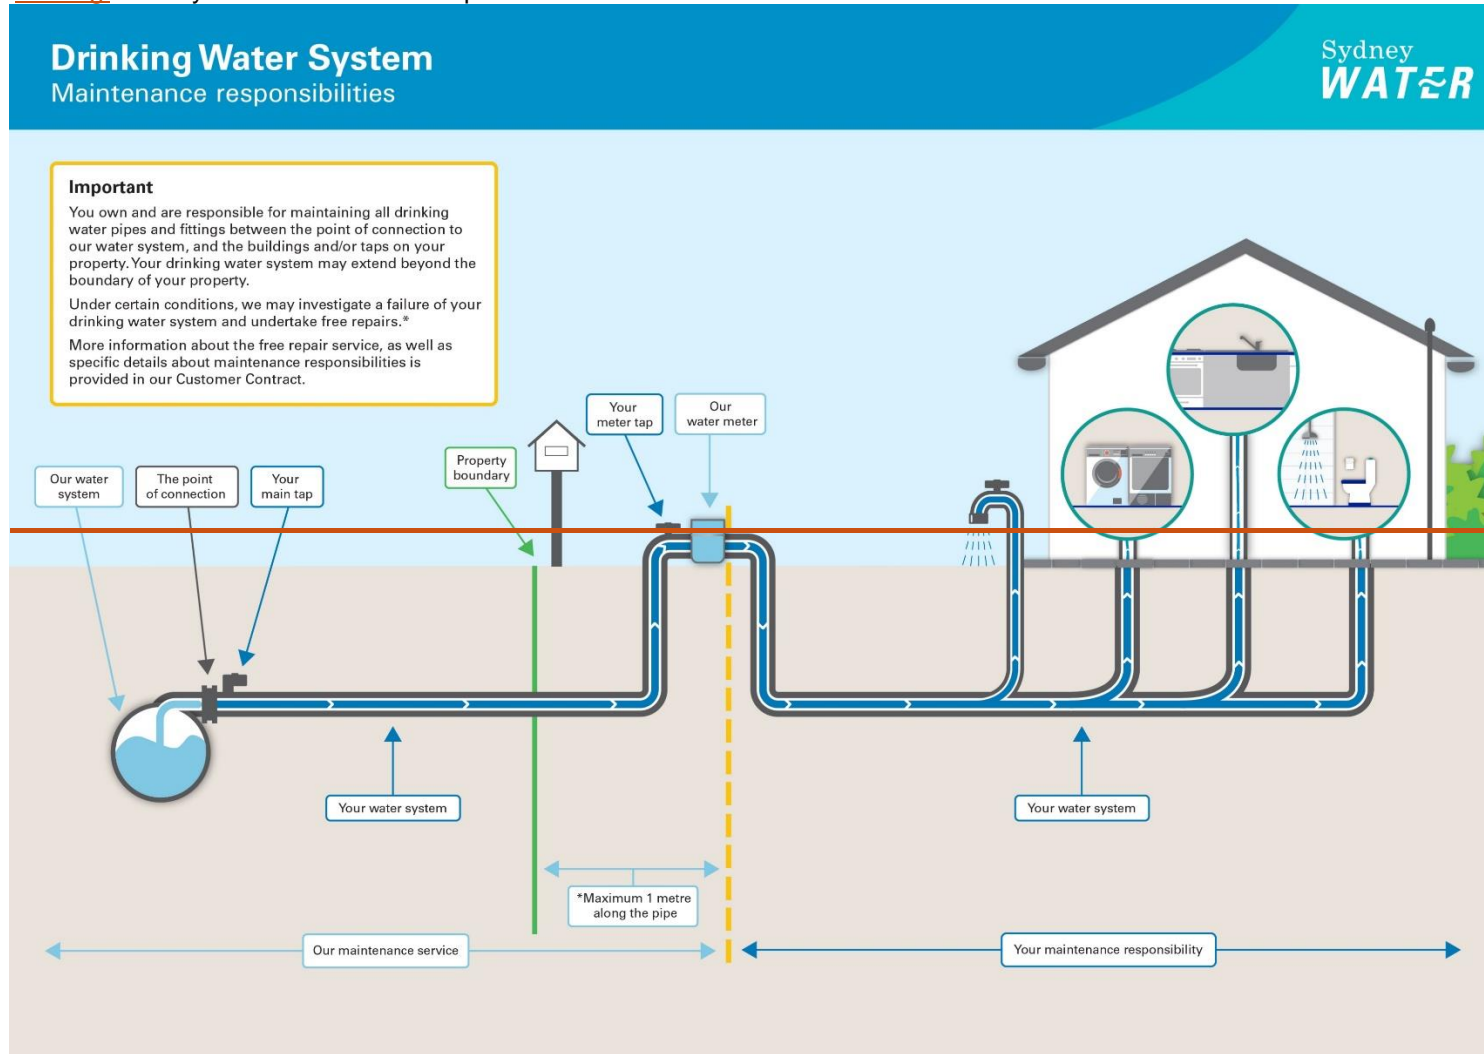 Drinking Water System
Maintenance responsibilities
Sydney
WATER
Important
You own and are responsible for maintaining all drinking
water pipes and fittings between the point of connection to
our water system, and the buildings and/or taps on your
property. Your drinking water system may extend beyond the
boundary of your property.
Under certain conditions, we may investigate a failure of your
drinking water system and undertake free repairs.*
More information about the free repair service, as well as
specific details about maintenance responsibilities is
provided in our Customer Contract.
Our water
system
The point
of connection
Your
main tap
Property
boundary
Your
meter tap
Our
water meter
Your water system
Your water system
*Maximum 1 metre
along the pipe
Our maintenance service
Your maintenance responsibility